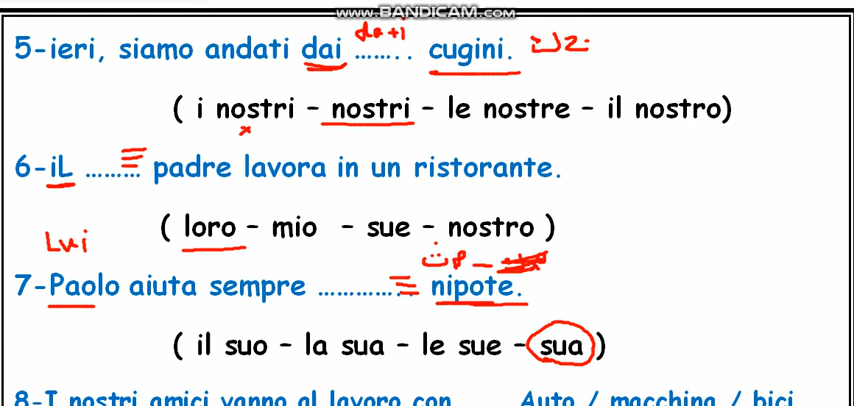 www.BANDICAM.com
da+i
5-ieri, siamo andati dai …….. cugini.
( i nostri - nostri - le nostre - il nostro)
6-iL ……… padre lavora in un ristorante.
( loro - mio - sue - nostro )
Lui
7-Paolo aiuta sempre …………… nipote.
( il suo - la sua - le sue - sua )
8-I nostri amici vanno al lavoro con Auto / macchina / bici